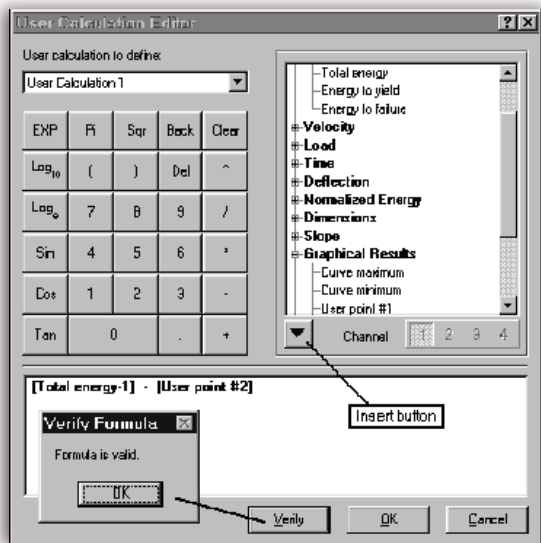 User Calculation Editor
User calculation to define:
User Calculation 1
EXP Pi Sqr Back Clear
Log10 ( ) Del ^
Loge 7 8 9 /
Sin 4 5 6 *
Cos 1 2 3 -
Tan 0 . +
Total energy
Energy to yield
Energy to failure
Velocity
Load
Time
Deflection
Normalized Energy
Dimensions
Slope
Graphical Results
Curve maximum
Curve minimum
User point #1
Channel 1 2 3 4
Insert button
[Total energy-1] - [User point #2]
Verify Formula
Formula is valid.
OK
Verify OK Cancel